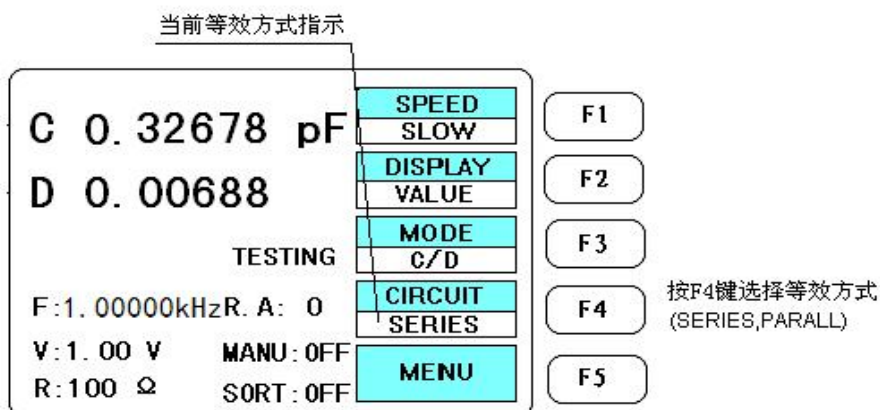 当前等效方式指示
C 0.32678 pF
D 0.00688
TESTING
F:1.00000kHz R.A: 0
V:1.00 V MANU:OFF
R:100 Ω SORT:OFF
SPEED
SLOW
DISPLAY
VALUE
MODE
C/D
CIRCUIT
SERIES
MENU
F1
F2
F3
F4
F5
按F4键选择等效方式
(SERIES,PARALL)